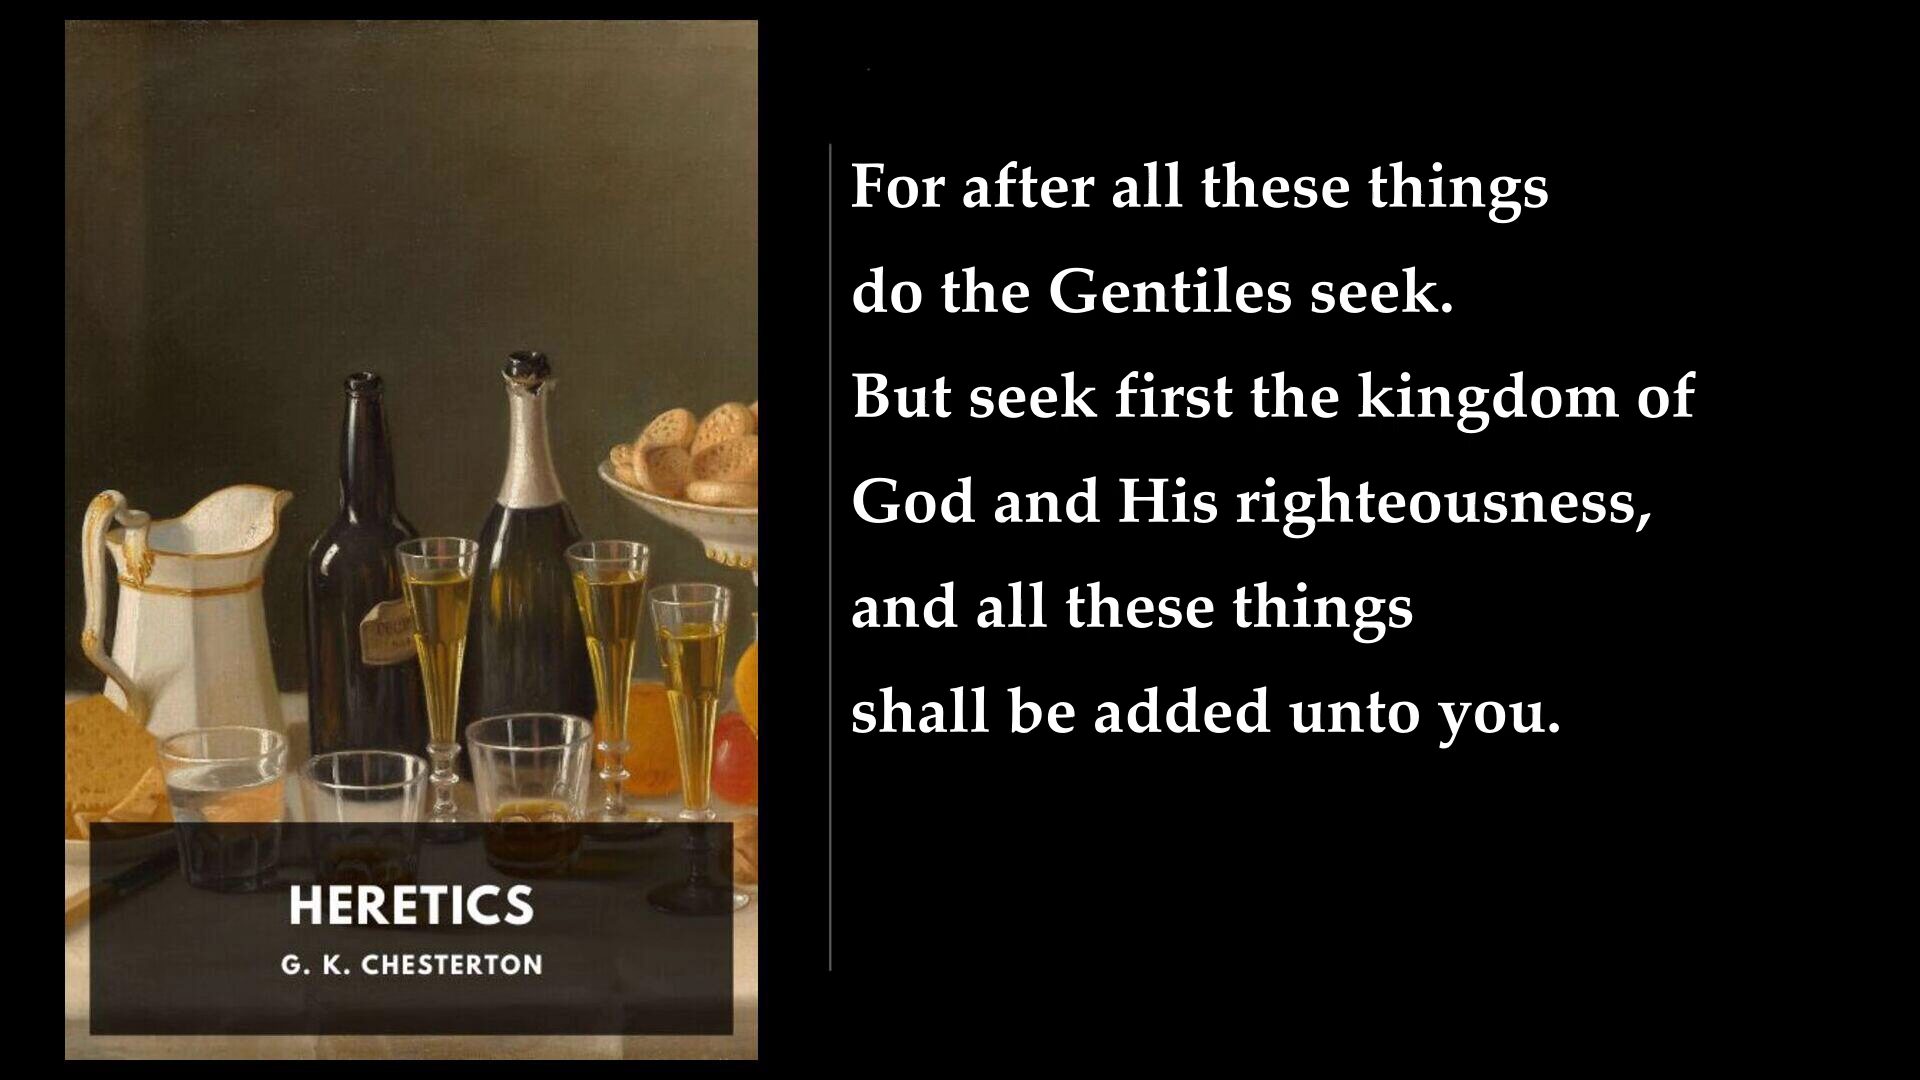 For after all these things
do the Gentiles seek.
But seek first the kingdom of
God and His righteousness,
and all these things
shall be added unto you.
HERETICS
G. K. CHESTERTON